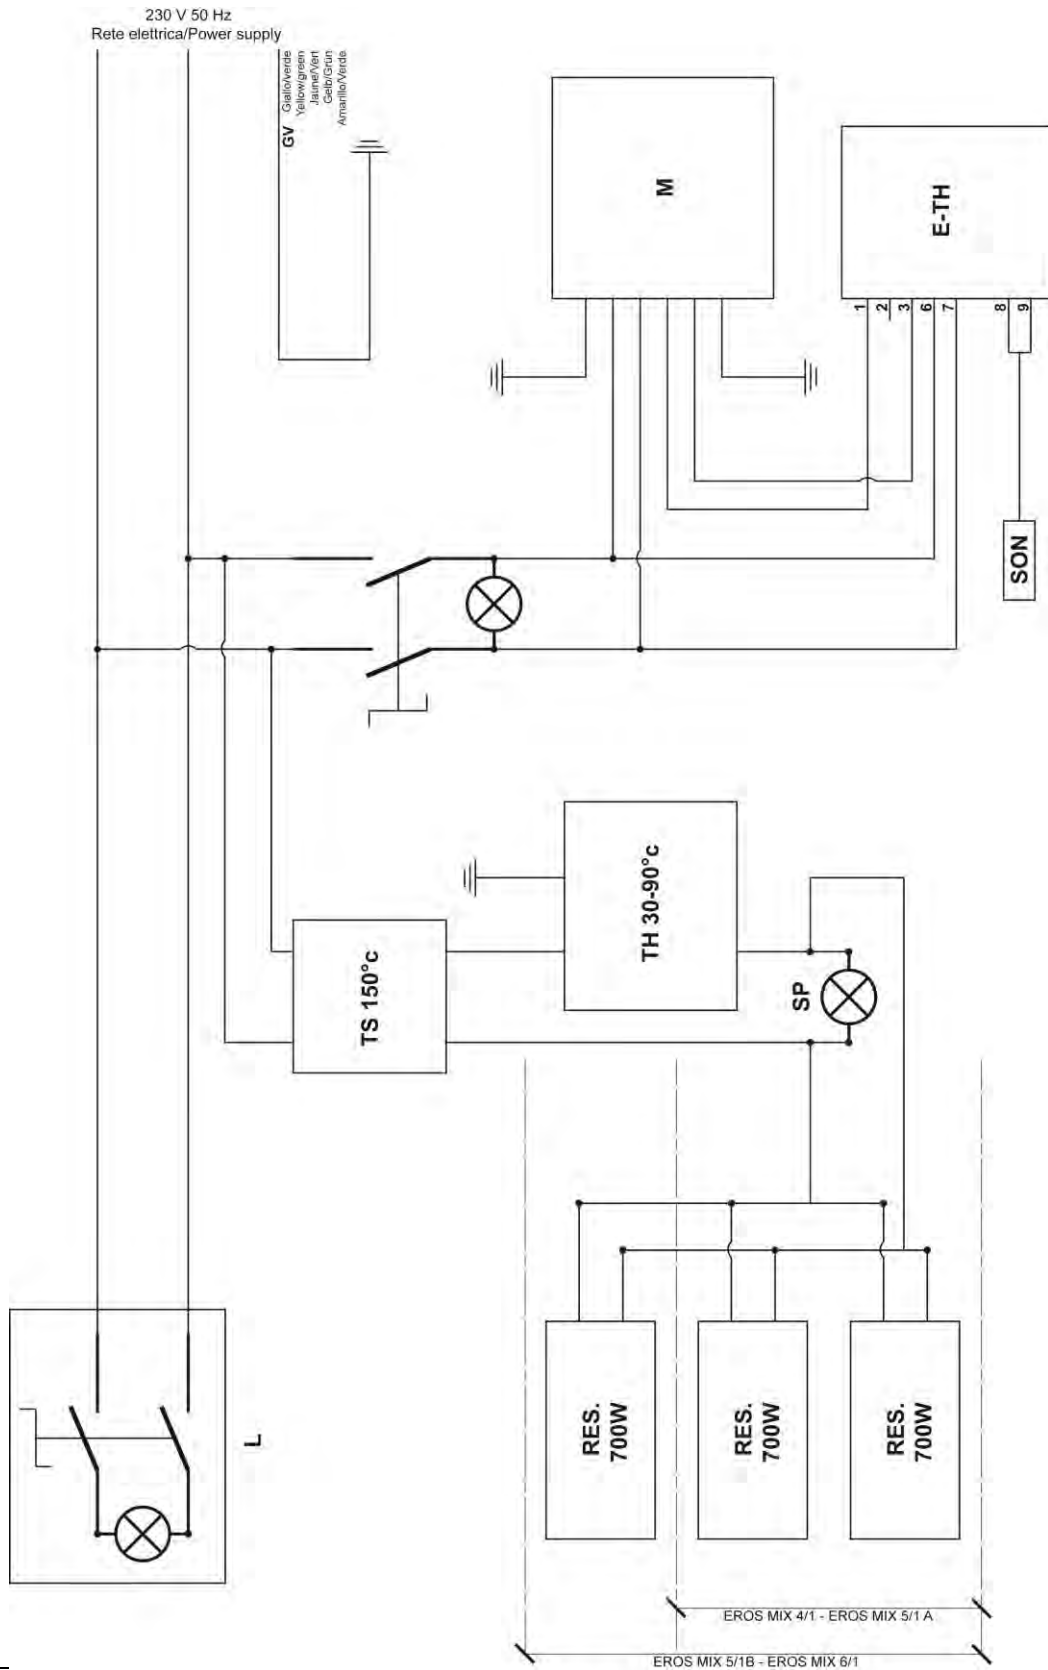 230 V 50 Hz
Rete elettrica/Power supply
GV
Giallo/verde
Yellow/green
Jaune/Vert
Gelb/Grün
Amarillo/Verde
M
E-TH
1
2
3
6
7
8
9
SON
TH 30-90°c
TS 150°c
SP
L
RES.
700W
RES.
700W
RES.
700W
EROS MIX 4/1 - EROS MIX 5/1 A
EROS MIX 5/1B - EROS MIX 6/1